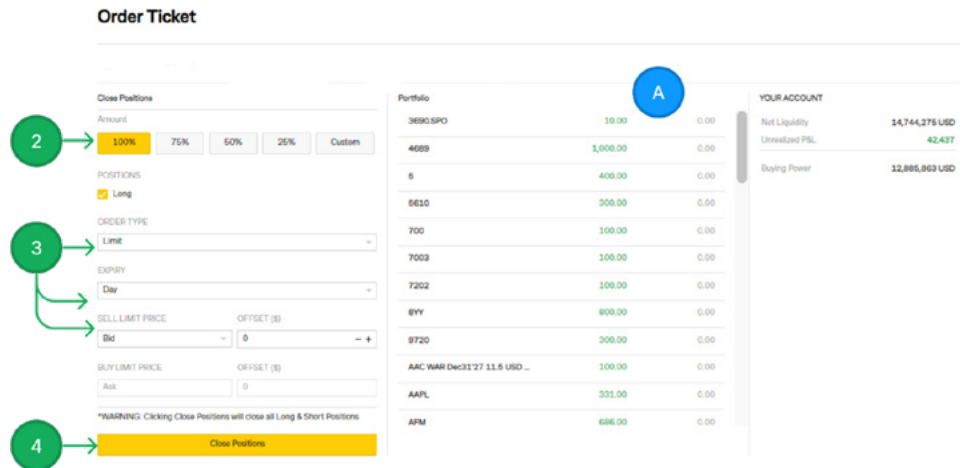 Order Ticket
A
Close Positions
Amount
2
100% 75% 50% 25% Custom
POSITIONS
Long
ORDER TYPE
3
Limit
EXPIRY
Day
SELL LIMIT PRICE OFFSET ($)
Bid 0 - +
BUY LIMIT PRICE OFFSET ($)
Ask 0
*WARNING: Clicking Close Positions will close all Long & Short Positions
4
Close Positions
Portfolio
3690.SPO 10.00 0.00
4689 1,000.00 0.00
5 400.00 0.00
5610 300.00 0.00
700 100.00 0.00
7003 100.00 0.00
7202 100.00 0.00
8YY 800.00 0.00
9720 300.00 0.00
AAC WAR Dec31'27 11.5 USD ... 100.00 0.00
AAPL 331.00 0.00
AFM 686.00 0.00
YOUR ACCOUNT
Net Liquidity 14,744,275 USD
Unrealized P&L 42,437
Buying Power 12,885,863 USD